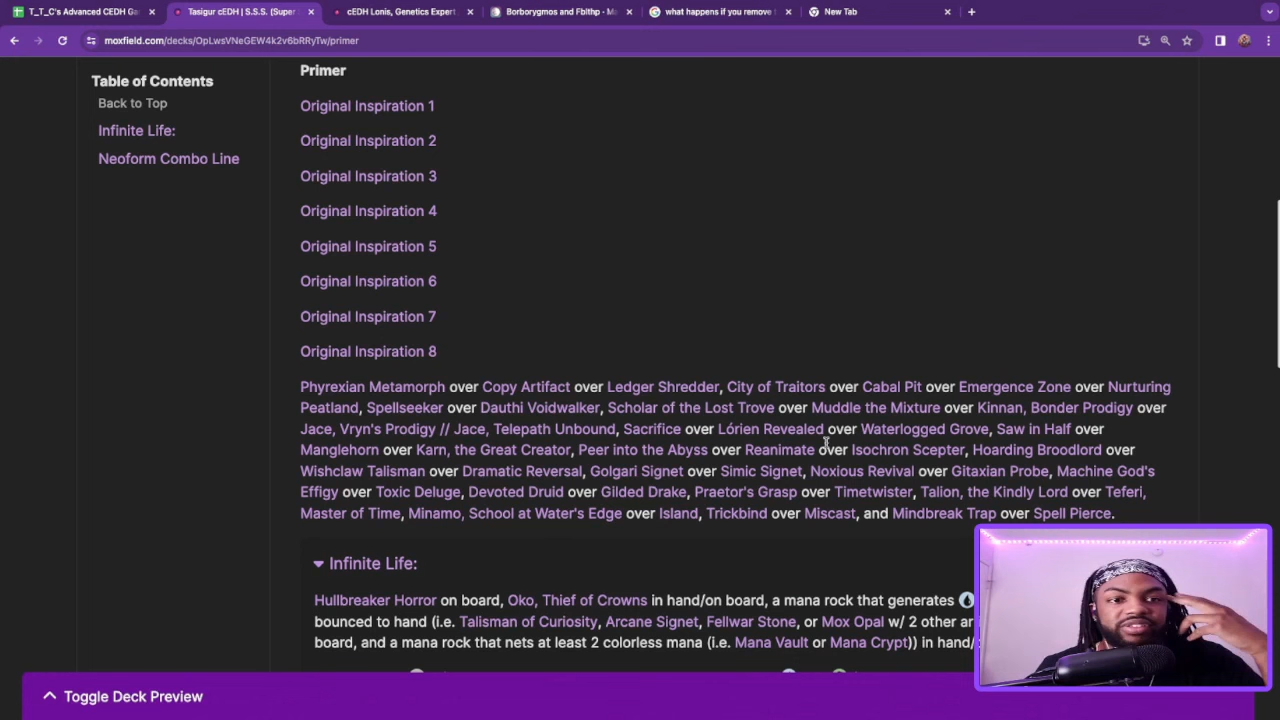 T_T_C's Advanced CEDH Ga
Tasigur cEDH | S.S.S. (Super
cEDH Lonis, Genetics Expert
Borborygmos and Fblthp - M
what happens if you remove
New Tab
moxfield.com/decks/OpLwsVNeGEW4k2v6bRRyTw/primer
Table of Contents
Back to Top
Infinite Life:
Neoform Combo Line
Primer
Original Inspiration 1
Original Inspiration 2
Original Inspiration 3
Original Inspiration 4
Original Inspiration 5
Original Inspiration 6
Original Inspiration 7
Original Inspiration 8
Phyrexian Metamorph over Copy Artifact over Ledger Shredder, City of Traitors over Cabal Pit over Emergence Zone over Nurturing
Peatland, Spellseeker over Dauthi Voidwalker, Scholar of the Lost Trove over Muddle the Mixture over Kinnan, Bonder Prodigy over
Jace, Vryn's Prodigy // Jace, Telepath Unbound, Sacrifice over Lórien Revealed over Waterlogged Grove, Saw in Half over
Manglehorn over Karn, the Great Creator, Peer into the Abyss over Reanimate over Isochron Scepter, Hoarding Broodlord over
Wishclaw Talisman over Dramatic Reversal, Golgari Signet over Simic Signet, Noxious Revival over Gitaxian Probe, Machine God's
Effigy over Toxic Deluge, Devoted Druid over Gilded Drake, Praetor's Grasp over Timetwister, Talion, the Kindly Lord over Teferi,
Master of Time, Minamo, School at Water's Edge over Island, Trickbind over Miscast, and Mindbreak Trap over Spell Pierce.
Infinite Life:
Hullbreaker Horror on board, Oko, Thief of Crowns in hand/on board, a mana rock that generates
bounced to hand (i.e. Talisman of Curiosity, Arcane Signet, Fellwar Stone, or Mox Opal w/ 2 other ar
board, and a mana rock that nets at least 2 colorless mana (i.e. Mana Vault or Mana Crypt)) in hand/
Toggle Deck Preview